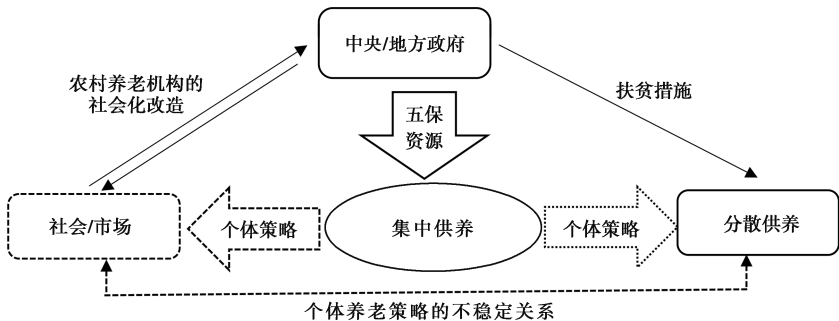 中央/地方政府
农村养老机构的
社会化改造
扶贫措施
五保
资源
社会/市场
个体策略
集中供养
个体策略
分散供养
个体养老策略的不稳定关系